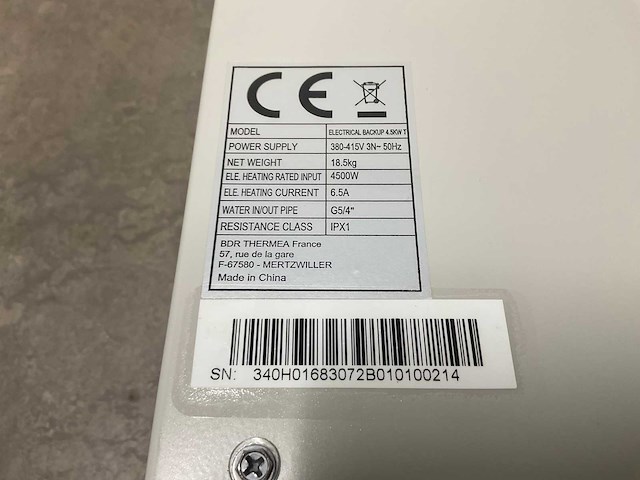 CE
MODEL ELECTRICAL BACKUP 4.5KW T
POWER SUPPLY 380-415V 3N~ 50Hz
NET WEIGHT 18.5kg
ELE. HEATING RATED INPUT 4500W
ELE. HEATING CURRENT 6.5A
WATER IN/OUT PIPE G5/4"
RESISTANCE CLASS IPX1
BDR THERMEA France
57, rue de la gare
F-67580 - MERTZWILLER
Made in China
SN: 340H01683072B010100214